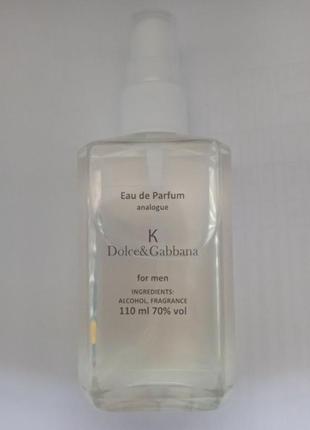 Eau de Parfum
analogue
K
Dolce&Gabbana
for men
INGREDIENTS:
ALCOHOL, FRAGRANCE
110 ml 70% vol